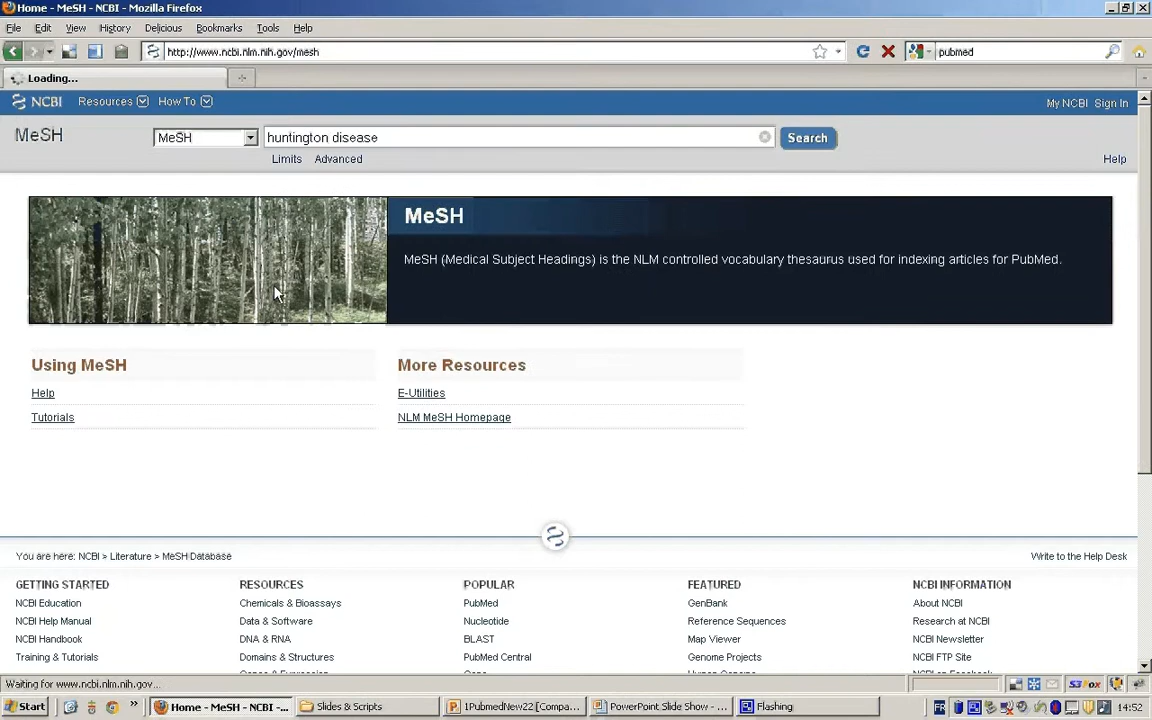 Home - MeSH - NCBI - Mozilla Firefox
File Edit View History Delicious Bookmarks Tools Help
http://www.ncbi.nlm.nih.gov/mesh
pubmed
Loading...
NCBI Resources How To My NCBI Sign In
MeSH MeSH huntington disease Search
Limits Advanced Help
MeSH
MeSH (Medical Subject Headings) is the NLM controlled vocabulary thesaurus used for indexing articles for PubMed.
Using MeSH More Resources
Help E-Utilities
Tutorials NLM MeSH Homepage
You are here: NCBI > Literature > MeSH Database Write to the Help Desk
GETTING STARTED RESOURCES POPULAR FEATURED NCBI INFORMATION
NCBI Education Chemicals & Bioassays PubMed GenBank About NCBI
NCBI Help Manual Data & Software Nucleotide Reference Sequences Research at NCBI
NCBI Handbook DNA & RNA BLAST Map Viewer NCBI Newsletter
Training & Tutorials Domains & Structures PubMed Central Genome Projects NCBI FTP Site
Waiting for www.ncbi.nlm.nih.gov... S3Fox
Start » Home - MeSH - NCBI -... Slides & Scripts 1PubmedNew22 [Compa... PowerPoint Slide Show -... Flashing FR 14:52